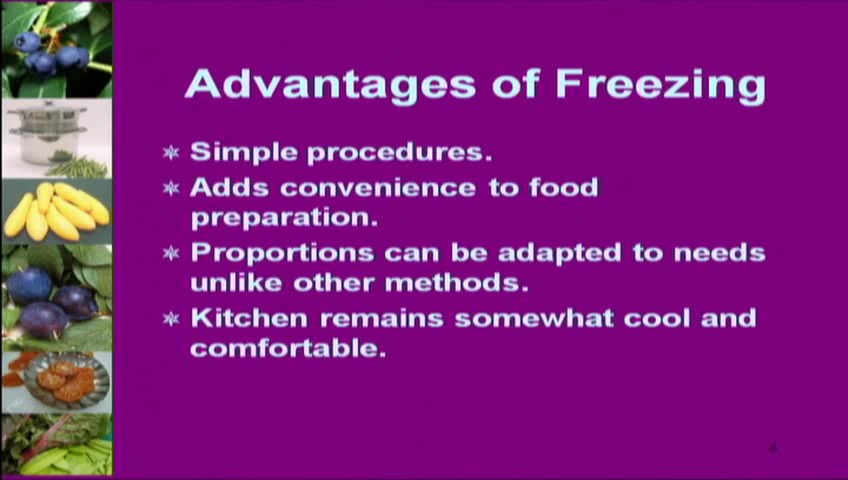 Advantages of Freezing
Simple procedures.
Adds convenience to food
preparation.
Proportions can be adapted to needs
unlike other methods.
Kitchen remains somewhat cool and
comfortable.
4